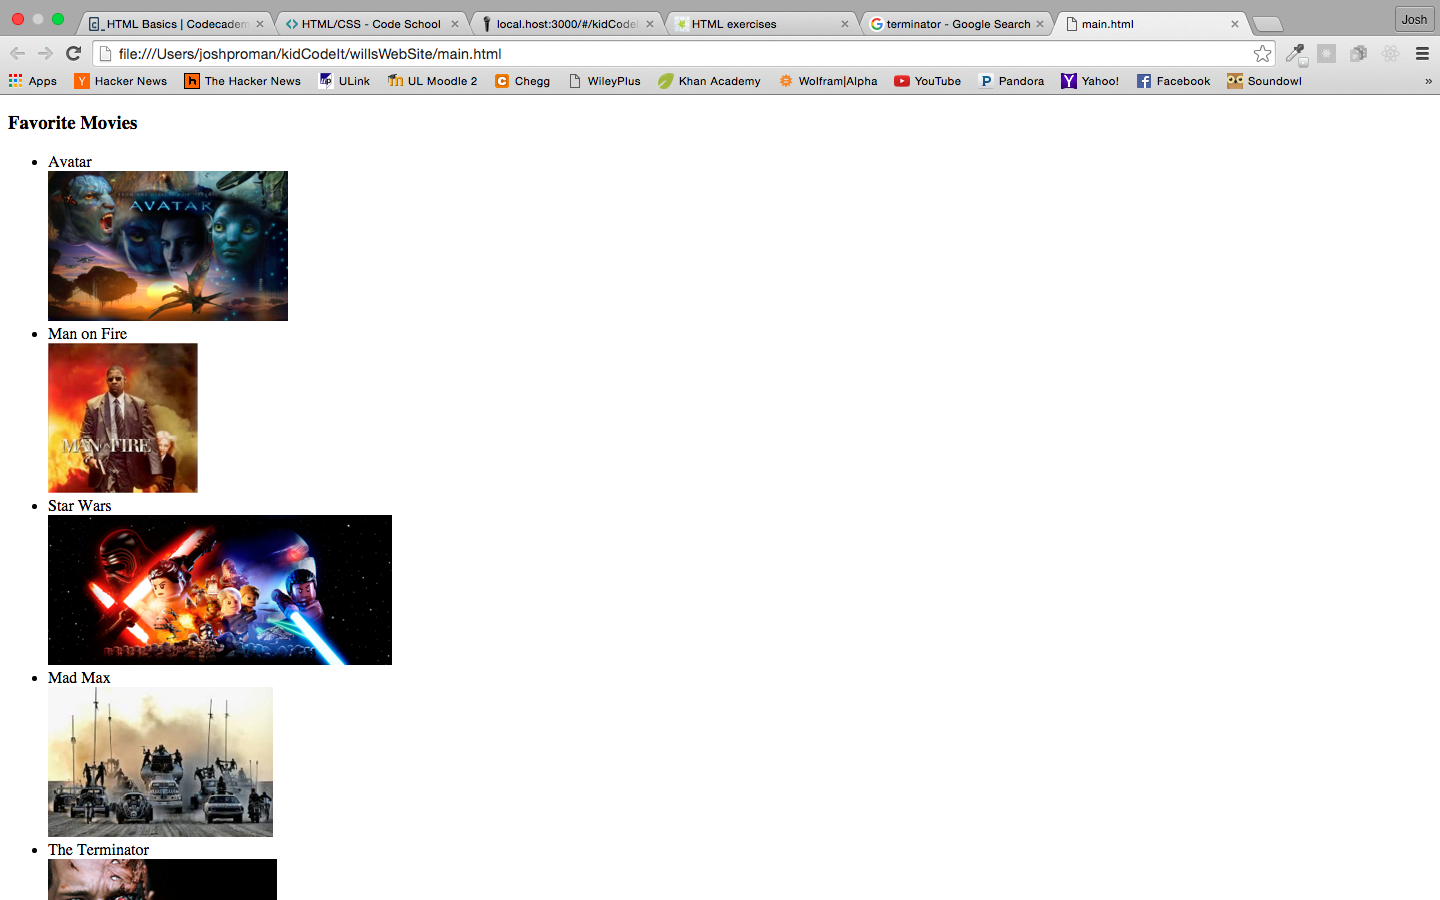 _HTML Basics | Codecadem
HTML/CSS - Code School
local.host:3000/#/kidCodeI
HTML exercises
terminator - Google Search
main.html
Josh
file:///Users/joshproman/kidCodeIt/willsWebSite/main.html
Apps
Hacker News
The Hacker News
ULink
UL Moodle 2
Chegg
WileyPlus
Khan Academy
Wolfram|Alpha
YouTube
Pandora
Yahoo!
Facebook
Soundowl
»
Favorite Movies
Avatar
AVATAR
Man on Fire
MAN ON FIRE
Star Wars
Mad Max
The Terminator